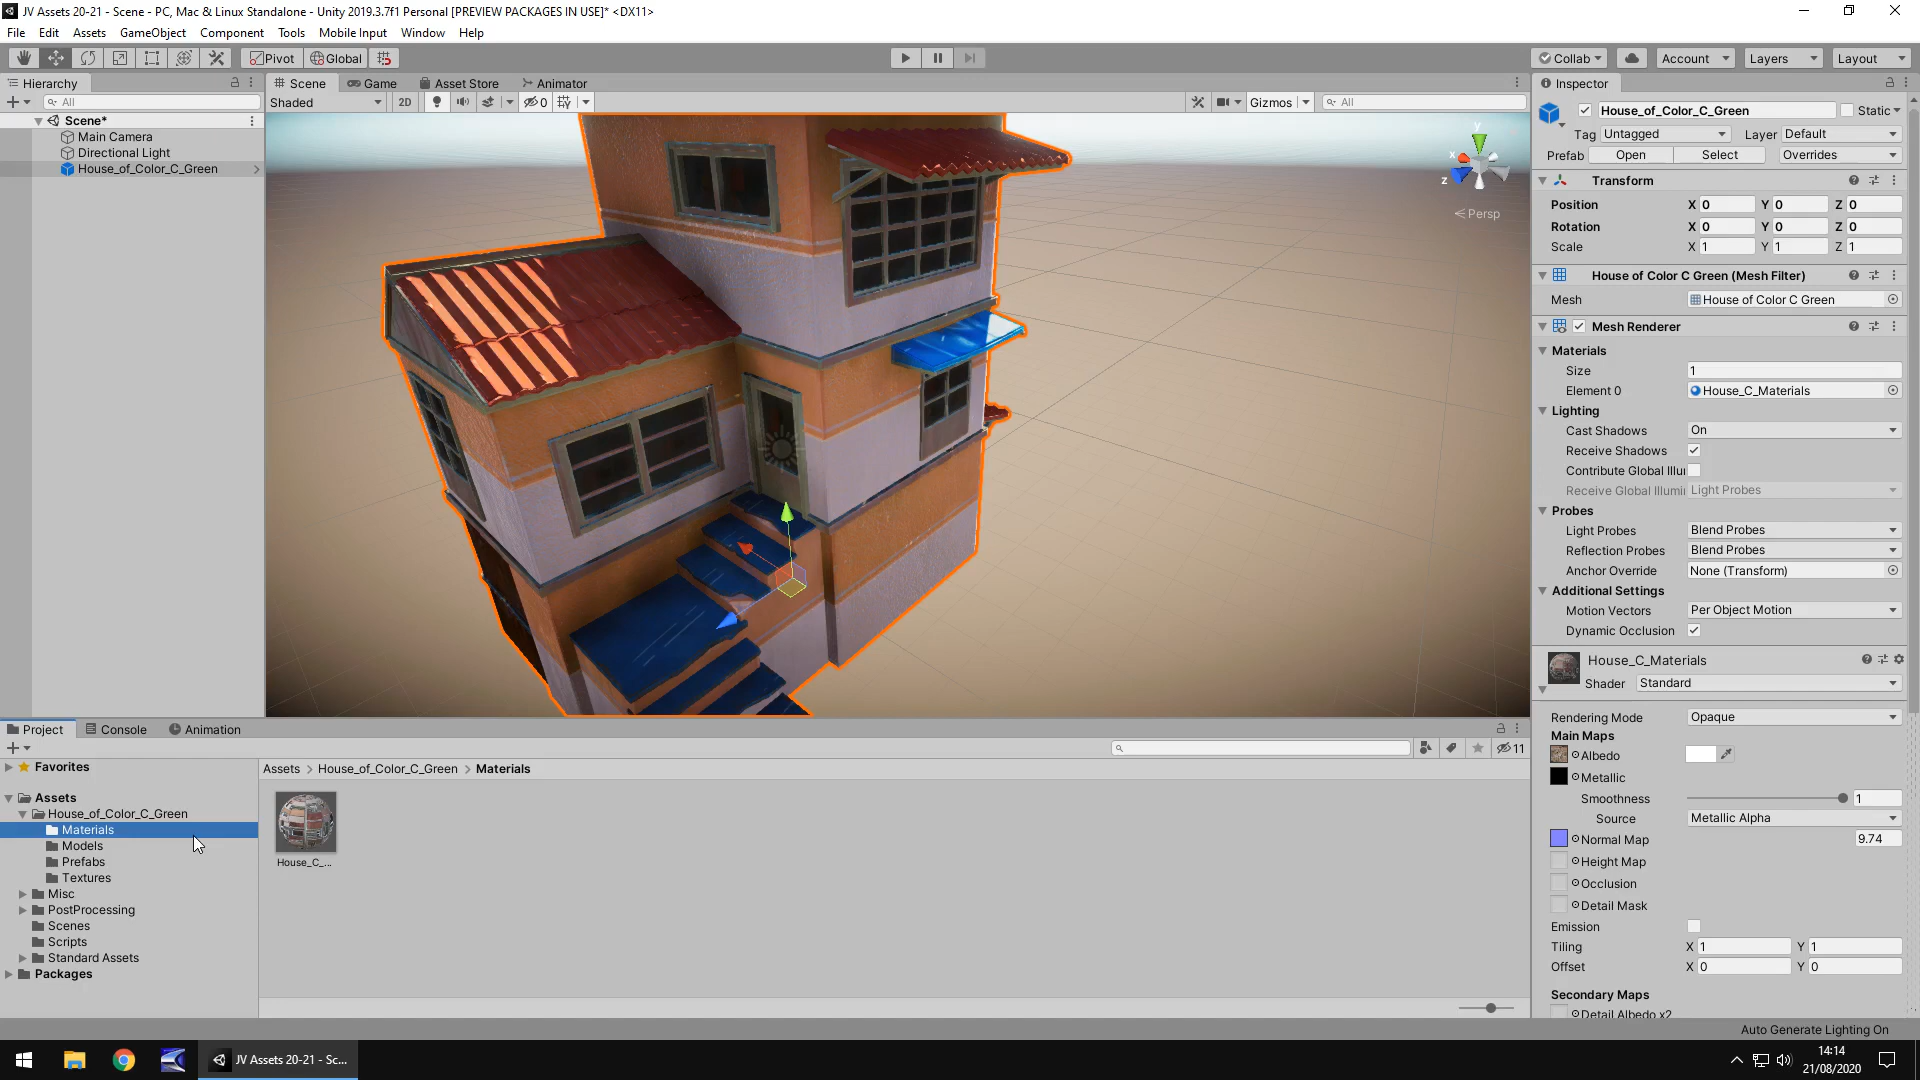 JV Assets 20-21 - Scene - PC, Mac & Linux Standalone - Unity 2019.3.7f1 Personal [PREVIEW PACKAGES IN USE]* <DX11>
File Edit Assets GameObject Component Tools Mobile Input Window Help
Pivot Global Collab Account Layers Layout
Hierarchy
All
Scene*
Main Camera
Directional Light
House_of_Color_C_Green
Scene Game Asset Store Animator
Shaded 2D 0 Gizmos All
y
x
z
Persp
Inspector
House_of_Color_C_Green Static
Tag Untagged Layer Default
Prefab Open Select Overrides
Transform
Position X 0 Y 0 Z 0
Rotation X 0 Y 0 Z 0
Scale X 1 Y 1 Z 1
House of Color C Green (Mesh Filter)
Mesh House of Color C Green
Mesh Renderer
Materials
Size 1
Element 0 House_C_Materials
Lighting
Cast Shadows On
Receive Shadows
Contribute Global Illu
Receive Global Illumi Light Probes
Probes
Light Probes Blend Probes
Reflection Probes Blend Probes
Anchor Override None (Transform)
Additional Settings
Motion Vectors Per Object Motion
Dynamic Occlusion
House_C_Materials
Shader Standard
Rendering Mode Opaque
Main Maps
Albedo
Metallic
Smoothness 1
Source Metallic Alpha
Normal Map 9.74
Height Map
Occlusion
Detail Mask
Emission
Tiling X 1 Y 1
Offset X 0 Y 0
Secondary Maps
Detail Albedo x2
Project Console Animation
11
Favorites
Assets
House_of_Color_C_Green
Materials
Models
Prefabs
Textures
Misc
PostProcessing
Scenes
Scripts
Standard Assets
Packages
Assets > House_of_Color_C_Green > Materials
House_C_...
Auto Generate Lighting On
JV Assets 20-21 - Sc...
14:14
21/08/2020